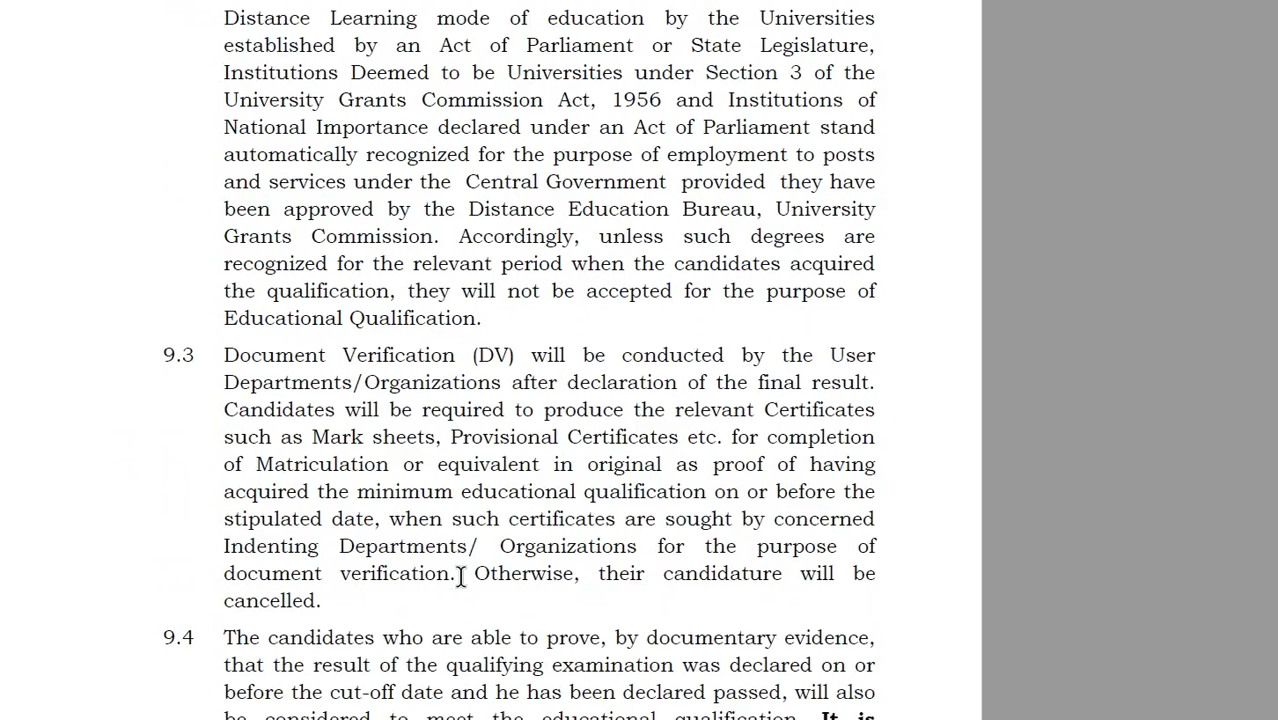 Distance Learning mode of education by the Universities
established by an Act of Parliament or State Legislature,
Institutions Deemed to be Universities under Section 3 of the
University Grants Commission Act, 1956 and Institutions of
National Importance declared under an Act of Parliament stand
automatically recognized for the purpose of employment to posts
and services under the Central Government provided they have
been approved by the Distance Education Bureau, University
Grants Commission. Accordingly, unless such degrees are
recognized for the relevant period when the candidates acquired
the qualification, they will not be accepted for the purpose of
Educational Qualification.
9.3 Document Verification (DV) will be conducted by the User
Departments/Organizations after declaration of the final result.
Candidates will be required to produce the relevant Certificates
such as Mark sheets, Provisional Certificates etc. for completion
of Matriculation or equivalent in original as proof of having
acquired the minimum educational qualification on or before the
stipulated date, when such certificates are sought by concerned
Indenting Departments/ Organizations for the purpose of
document verification. Otherwise, their candidature will be
cancelled.
9.4 The candidates who are able to prove, by documentary evidence,
that the result of the qualifying examination was declared on or
before the cut-off date and he has been declared passed, will also
be considered to meet the educational qualification. It is